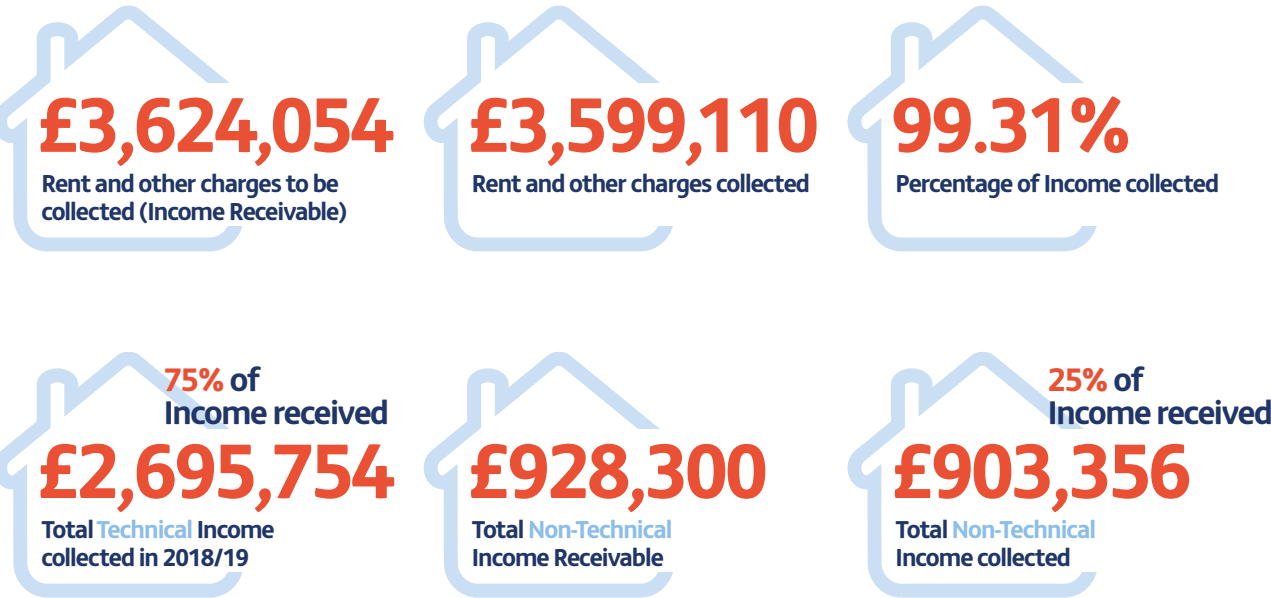 £3,624,054
Rent and other charges to be
collected (Income Receivable)
£3,599,110
Rent and other charges collected
99.31%
Percentage of Income collected
75% of
Income received
£2,695,754
Total Technical Income
collected in 2018/19
£928,300
Total Non-Technical
Income Receivable
25% of
Income received
£903,356
Total Non-Technical
Income collected